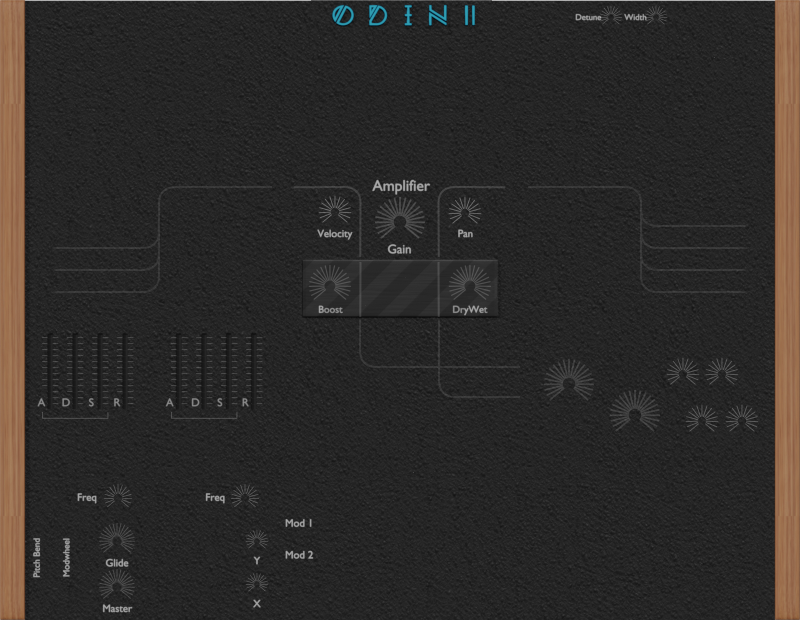 ODIN II
Detune Width
Amplifier
Velocity Pan
Gain
Boost DryWet
A D S R A D S R
Freq Freq
Mod 1
Pitch Bend Modwheel
Mod 2
Glide Y
X
Master